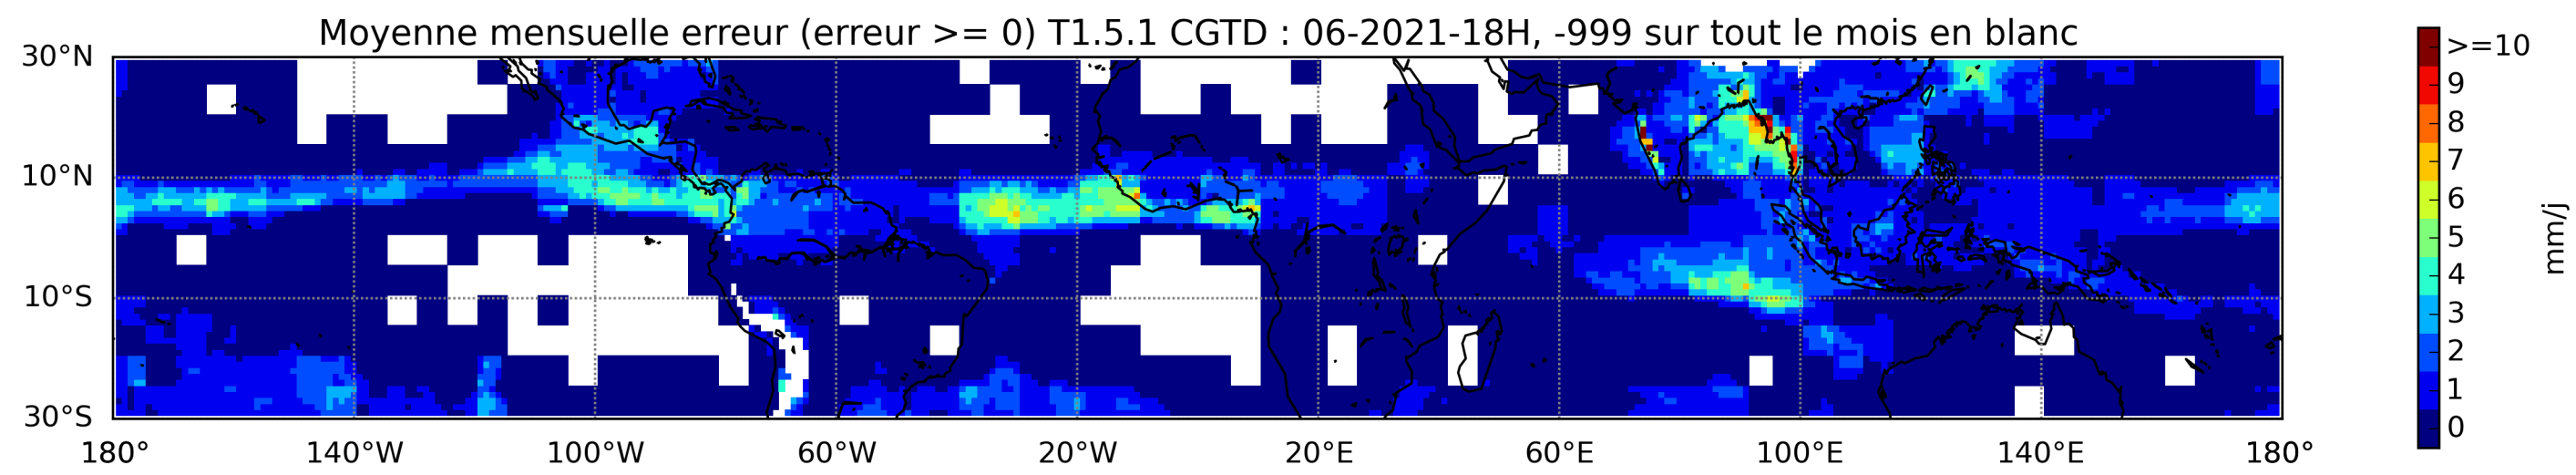 Moyenne mensuelle erreur (erreur >= 0) T1.5.1 CGTD : 06-2021-18H, -999 sur tout le mois en blanc
30°N
10°N
10°S
30°S
180° 140°W 100°W 60°W 20°W 20°E 60°E 100°E 140°E 180°
>=10
9
8
7
6
5
4
3
2
1
0
mm/j